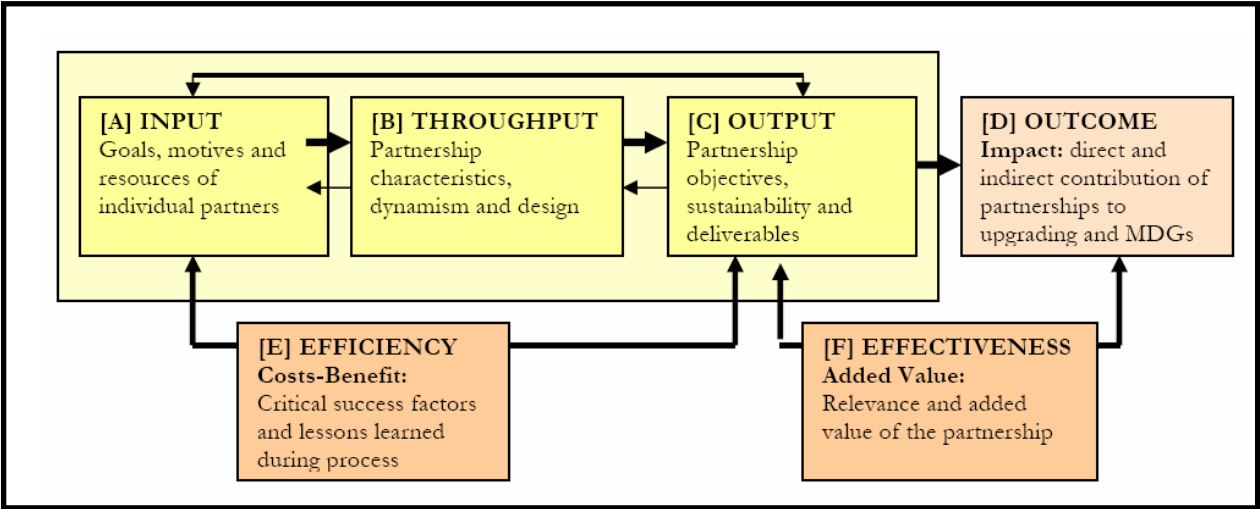 [A] INPUT
Goals, motives and
resources of
individual partners
[B] THROUGHPUT
Partnership
characteristics,
dynamism and design
[C] OUTPUT
Partnership
objectives,
sustainability and
deliverables
[D] OUTCOME
Impact: direct and
indirect contribution of
partnerships to
upgrading and MDGs
[E] EFFICIENCY
Costs-Benefit:
Critical success factors
and lessons learned
during process
[F] EFFECTIVENESS
Added Value:
Relevance and added
value of the partnership